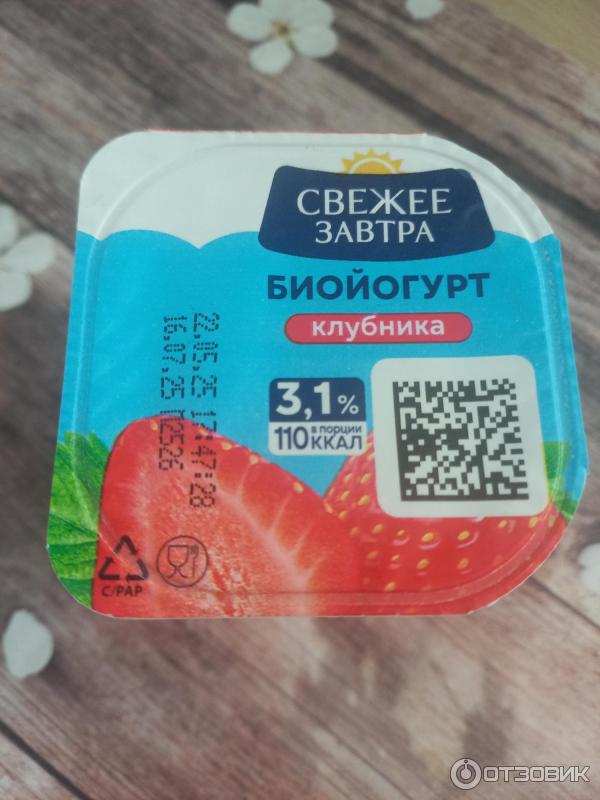 СВЕЖЕЕ
ЗАВТРА
БИОЙОГУРТ
клубника
3,1%
110 в порции
ККАЛ
22.05.25 17:47:28
16.07.25 П2526
C/PAP
ОТЗОВИК